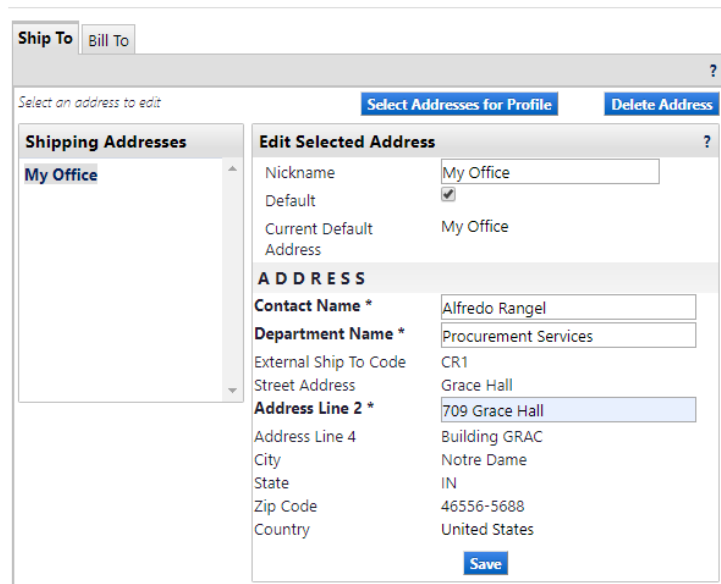 Ship To Bill To
?
Select an address to edit Select Addresses for Profile Delete Address
Shipping Addresses
My Office
Edit Selected Address ?
Nickname My Office
Default
Current Default Address My Office
ADDRESS
Contact Name * Alfredo Rangel
Department Name * Procurement Services
External Ship To Code CR1
Street Address Grace Hall
Address Line 2 * 709 Grace Hall
Address Line 4 Building GRAC
City Notre Dame
State IN
Zip Code 46556-5688
Country United States
Save